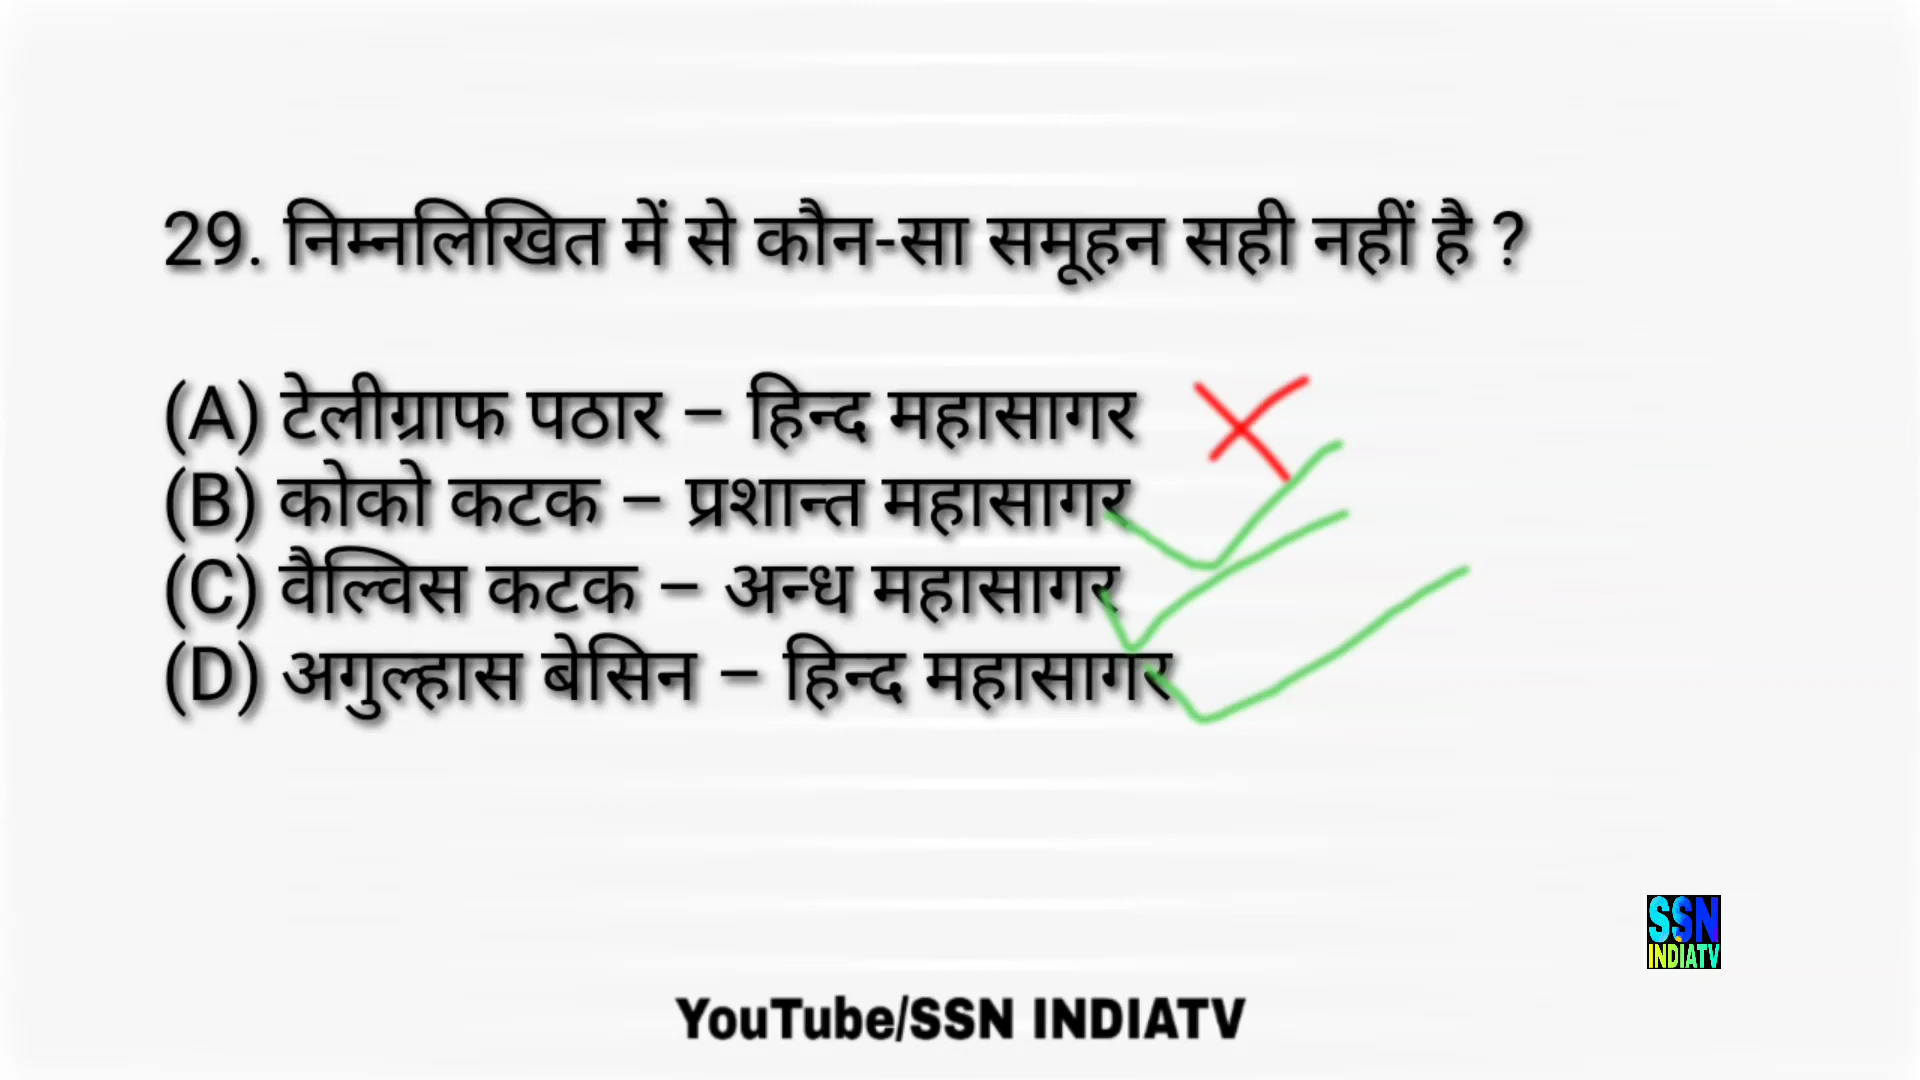 29. निम्नलिखित में से कौन-सा समूहन सही नहीं है ?
(A) टेलीग्राफ पठार – हिन्द महासागर
(B) कोको कटक – प्रशान्त महासागर
(C) वैल्विस कटक – अन्ध महासागर
(D) अगुल्हास बेसिन – हिन्द महासागर
SSN
INDiATV
YouTube/SSN INDIATV